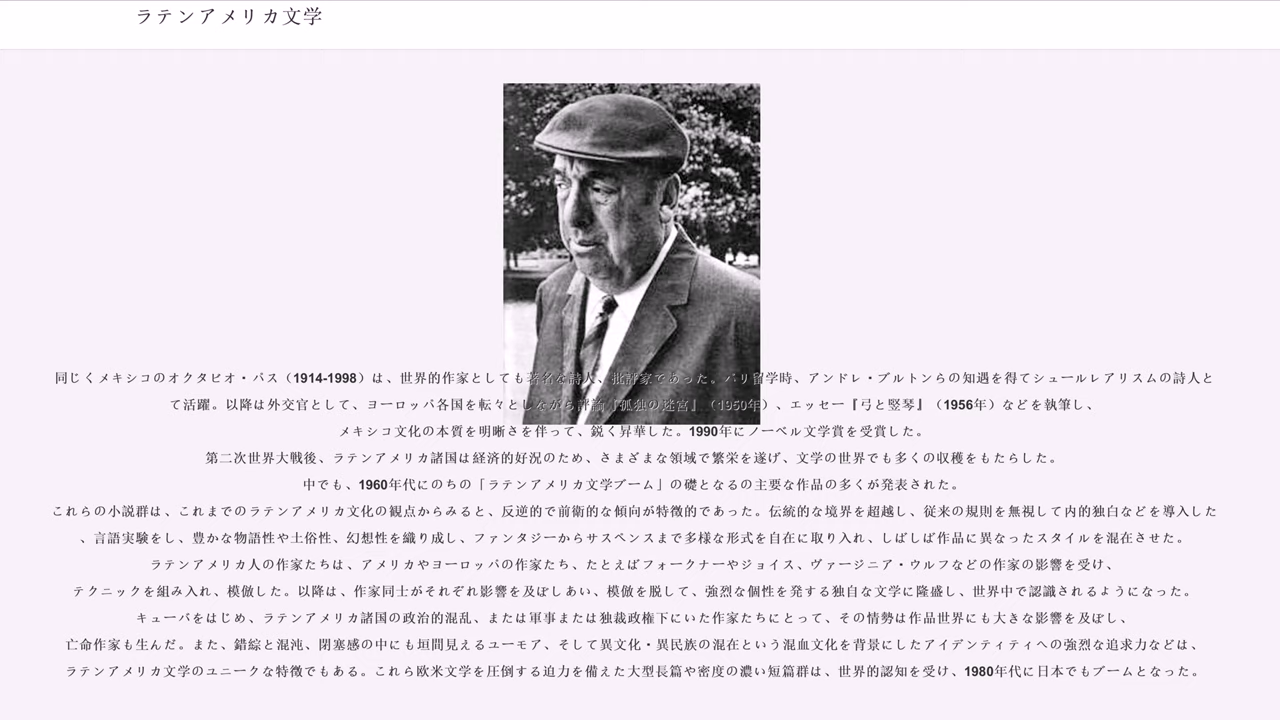 ラテンアメリカ文学
同じくメキシコのオクタビオ・パス（1914-1998）は、世界的作家としても著名な詩人、批評家であった。パリ留学時、アンドレ・ブルトンらの知遇を得てシュールレアリスムの詩人と
て活躍。以降は外交官として、ヨーロッパ各国を転々としながら評論『孤独の迷宮』（1950年）、エッセー『弓と竪琴』（1956年）などを執筆し、
メキシコ文化の本質を明晰さを伴って、鋭く昇華した。1990年にノーベル文学賞を受賞した。
第二次世界大戦後、ラテンアメリカ諸国は経済的好況のため、さまざまな領域で繁栄を遂げ、文学の世界でも多くの収穫をもたらした。
中でも、1960年代にのちの「ラテンアメリカ文学ブーム」の礎となるの主要な作品の多くが発表された。
これらの小説群は、これまでのラテンアメリカ文化の観点からみると、反逆的で前衛的な傾向が特徴的であった。伝統的な境界を超越し、従来の規則を無視して内的独白などを導入した
、言語実験をし、豊かな物語性や土俗性、幻想性を織り成し、ファンタジーからサスペンスまで多様な形式を自在に取り入れ、しばしば作品に異なったスタイルを混在させた。
ラテンアメリカ人の作家たちは、アメリカやヨーロッパの作家たち、たとえばフォークナーやジョイス、ヴァージニア・ウルフなどの作家の影響を受け、
テクニックを組み入れ、模倣した。以降は、作家同士がそれぞれ影響を及ぼしあい、模倣を脱して、強烈な個性を発する独自な文学に隆盛し、世界中で認識されるようになった。
キューバをはじめ、ラテンアメリカ諸国の政治的混乱、または軍事または独裁政権下にいた作家たちにとって、その情勢は作品世界にも大きな影響を及ぼし、
亡命作家も生んだ。また、錯綜と混沌、閉塞感の中にも垣間見えるユーモア、そして異文化・異民族の混在という混血文化を背景にしたアイデンティティへの強烈な追求力などは、
ラテンアメリカ文学のユニークな特徴でもある。これら欧米文学を圧倒する迫力を備えた大型長篇や密度の濃い短篇群は、世界的認知を受け、1980年代に日本でもブームとなった。